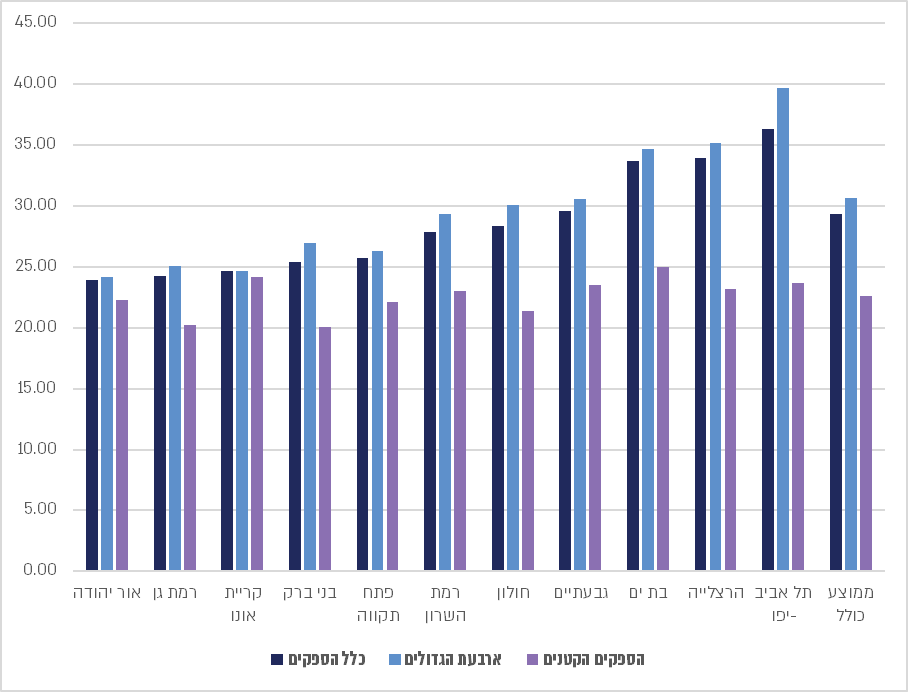 45.00
40.00
35.00
30.00
25.00
20.00
15.00
10.00
5.00
0.00
אור יהודה
רמת גן
קריית
אונו
בני ברק
פתח
תקווה
רמת
השרון
חולון
גבעתיים
בת ים
הרצלייה
תל אביב
-יפו
ממוצע
כולל
כלל הספקים
ארבעת הגדולים
הספקים הקטנים